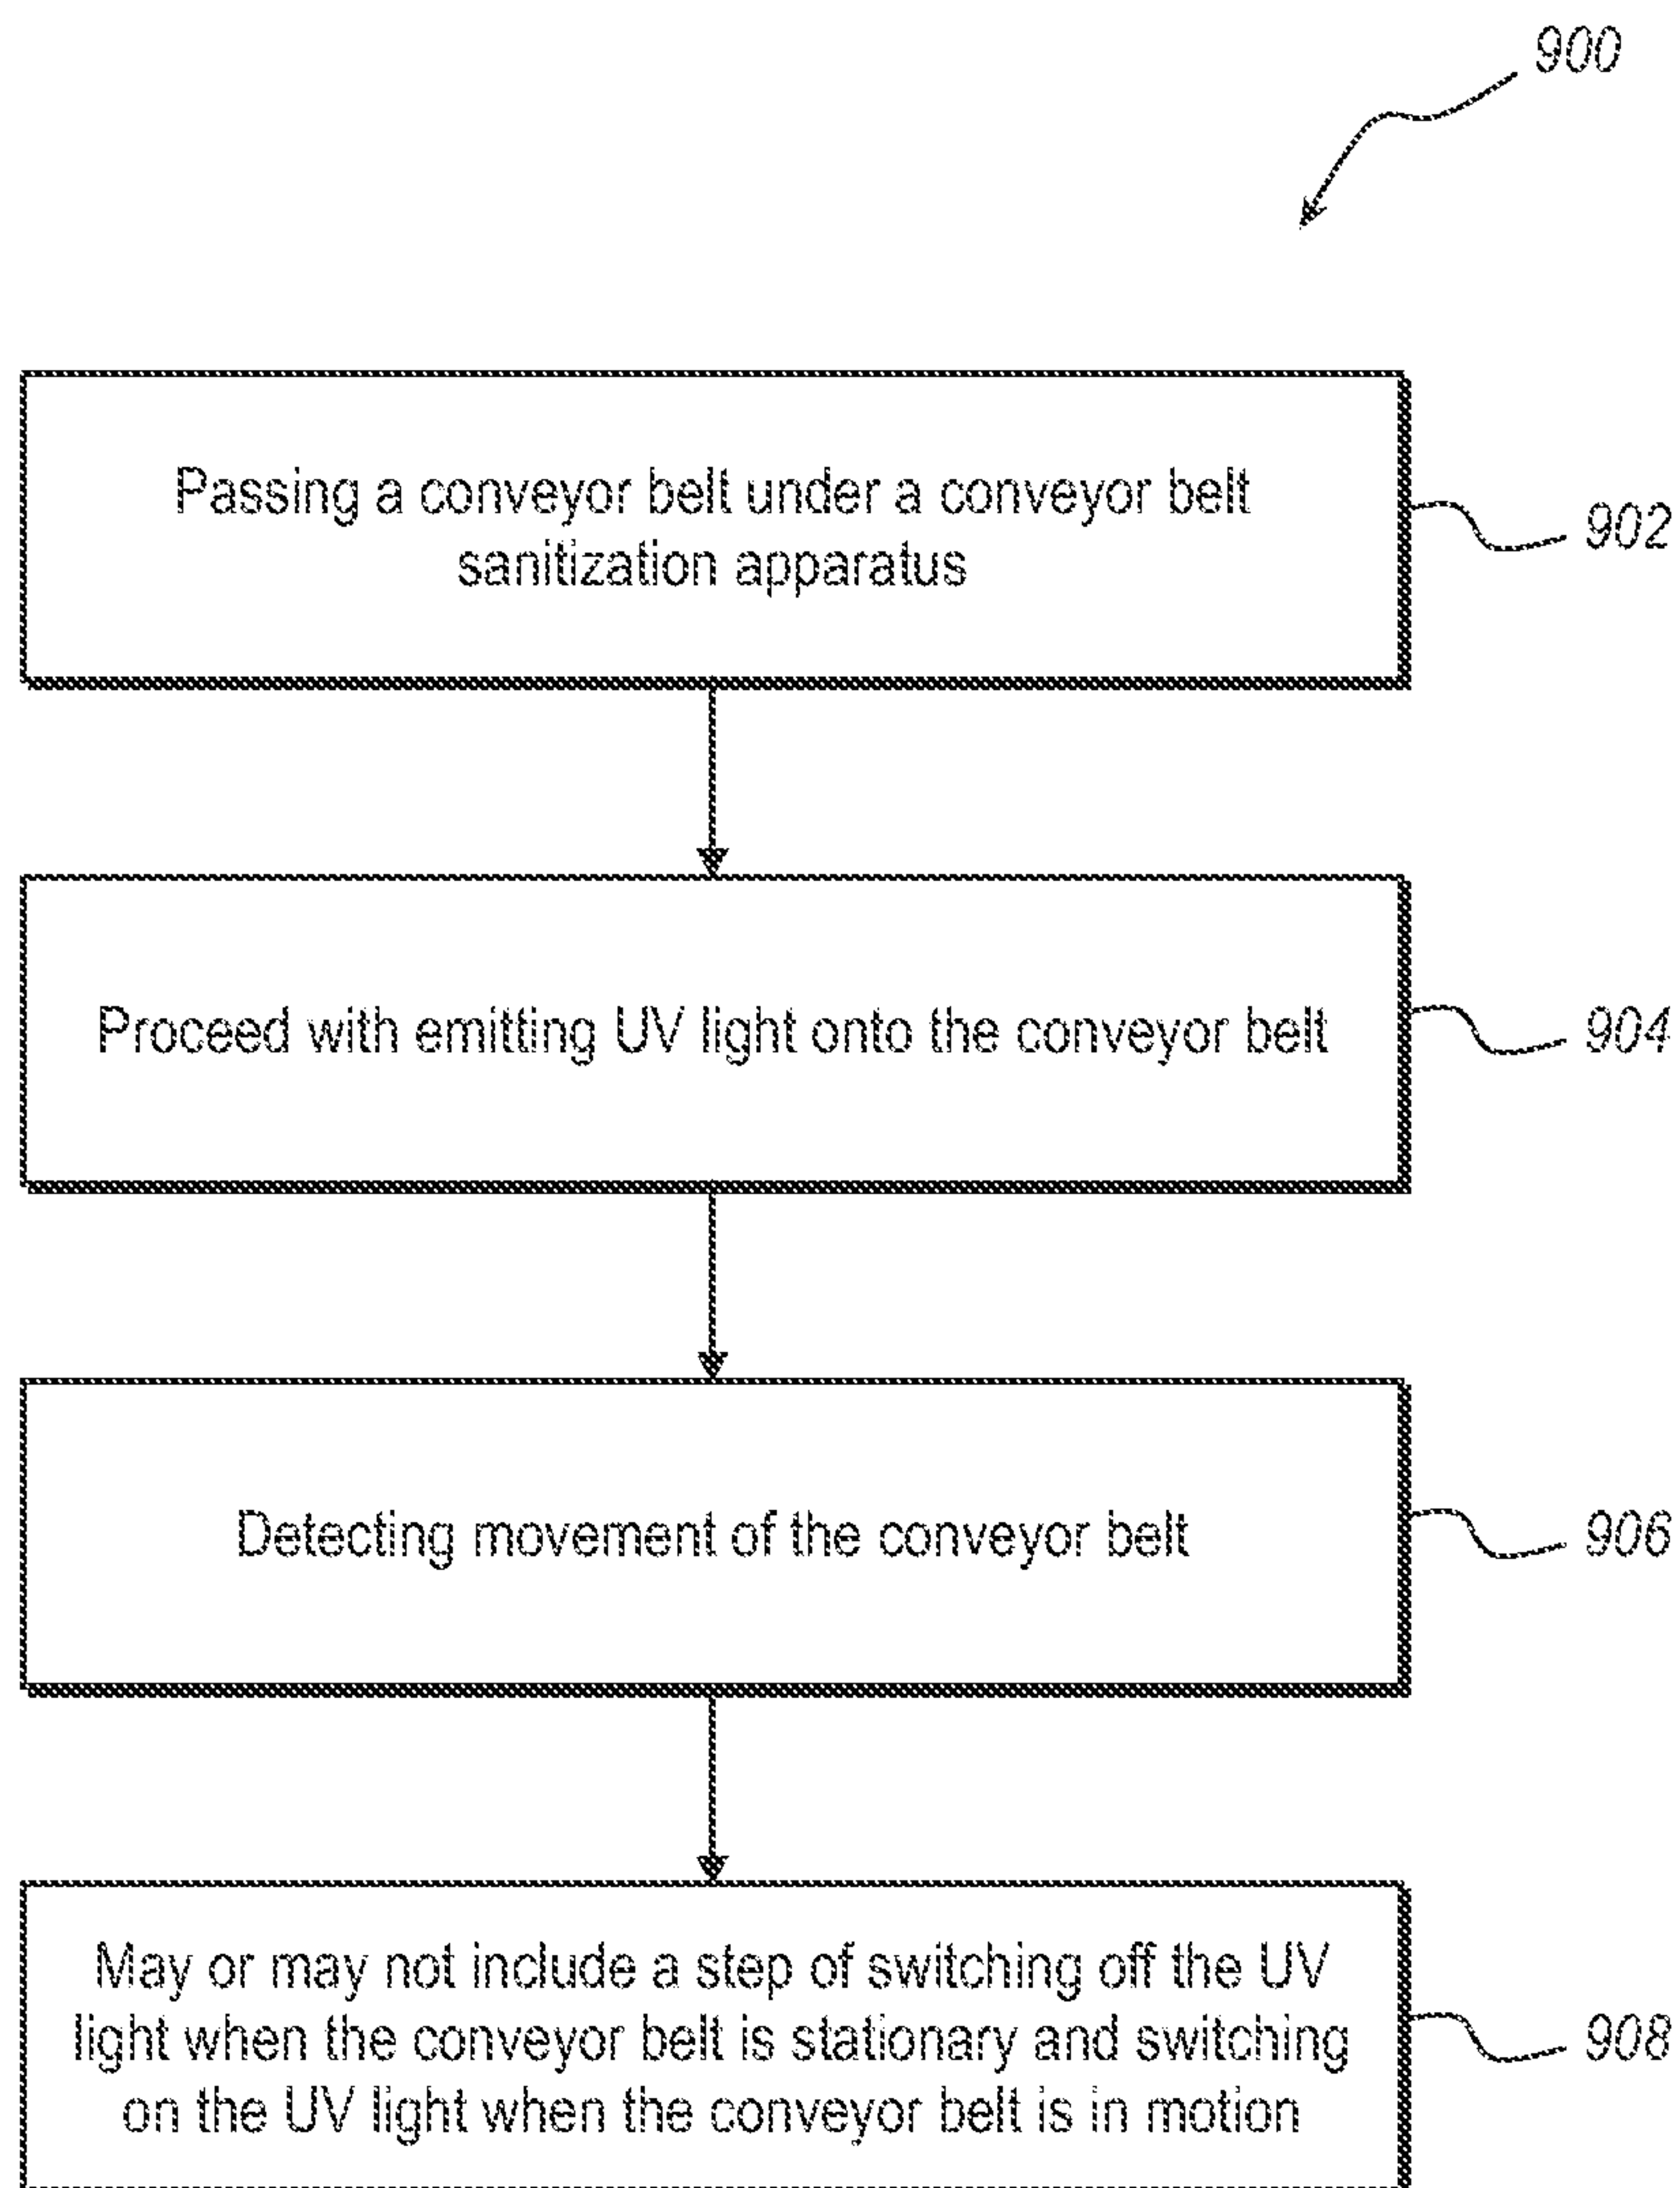 900
Passing a conveyor belt under a conveyor belt
sanitization apparatus
902
Proceed with emitting UV light onto the conveyor belt
904
Detecting movement of the conveyor belt
906
May or may not include a step of switching off the UV
light when the conveyor belt is stationary and switching
on the UV light when the conveyor belt is in motion
908